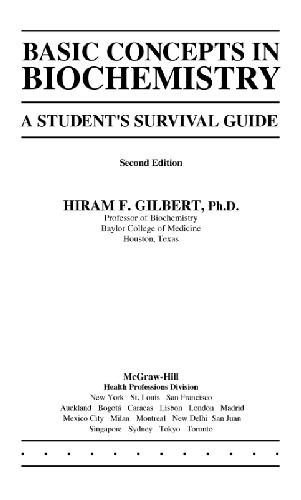 BASIC CONCEPTS IN
BIOCHEMISTRY
A STUDENT'S SURVIVAL GUIDE
Second Edition
HIRAM F. GILBERT, Ph.D.
Professor of Biochemistry
Baylor College of Medicine
Houston, Texas
McGraw-Hill
Health Professions Division
New York St. Louis San Francisco
Auckland Bogotá Caracas Lisbon London Madrid
Mexico City Milan Montreal New Delhi San Juan
Singapore Sydney Tokyo Toronto